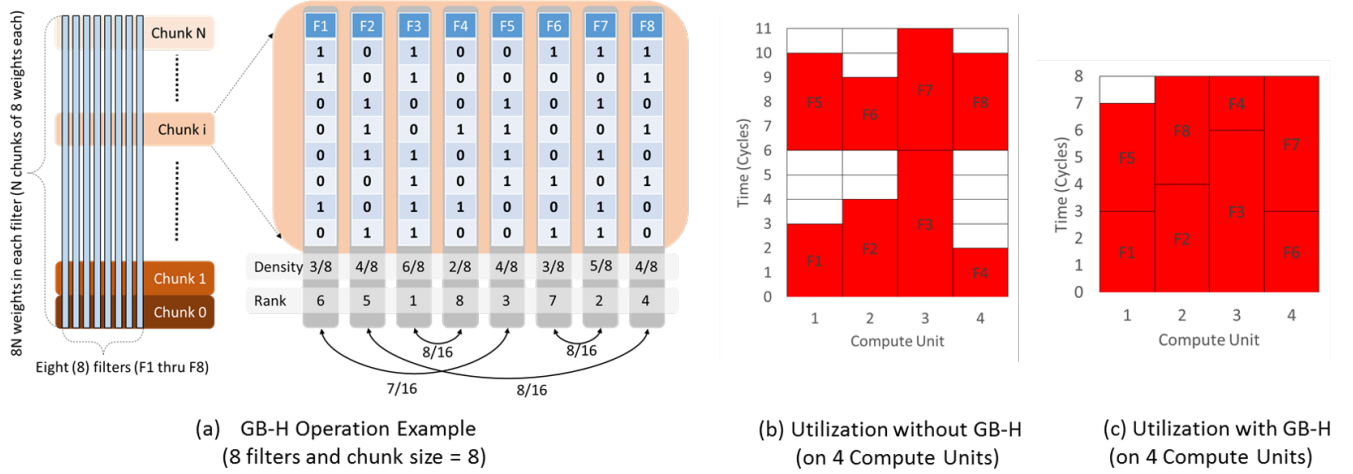 8N weights in each filter (N chunks of 8 weights each)
Chunk N
Chunk i
Chunk 1
Chunk 0
Eight (8) filters (F1 thru F8)
F1 F2 F3 F4 F5 F6 F7 F8
1 0 1 0 0 1 1 1
1 0 1 0 0 0 0 1
0 1 0 0 1 0 1 0
0 1 0 1 1 0 0 1
0 1 1 0 1 0 1 0
0 0 1 0 1 1 0 1
1 0 1 1 0 0 1 0
0 1 1 0 0 1 1 0
Density 3/8 4/8 6/8 2/8 4/8 3/8 5/8 4/8
Rank 6 5 1 8 3 7 2 4
8/16
8/16
7/16
8/16
(a) GB-H Operation Example
(8 filters and chunk size = 8)
Time (Cycles)
11
10
9
8
7
6
5
4
3
2
1
0
F5
F6
F7
F8
F1
F2
F3
F4
1 2 3 4
Compute Unit
(b) Utilization without GB-H
(on 4 Compute Units)
Time (Cycles)
8
7
6
5
4
3
2
1
0
F5
F8
F4
F7
F1
F2
F3
F6
1 2 3 4
Compute Unit
(c) Utilization with GB-H
(on 4 Compute Units)